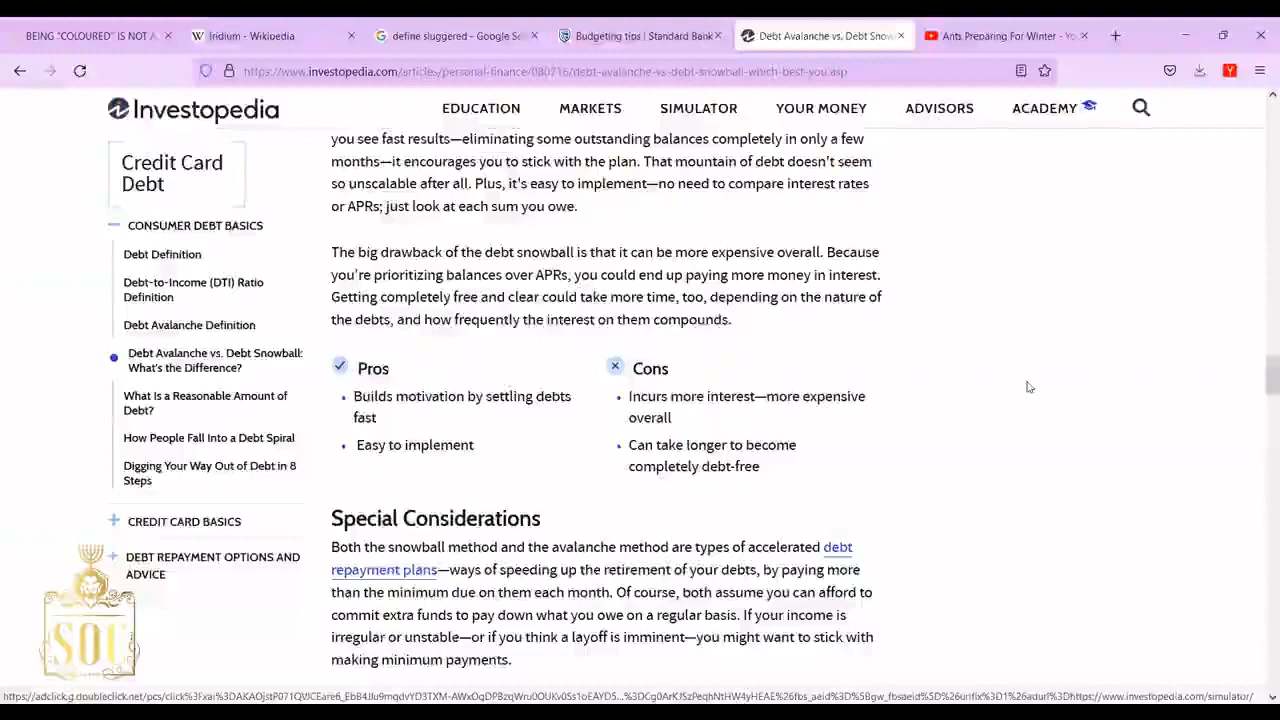 BEING "COLOURED" IS NOT A
Iridium - Wikipedia
define sluggered - Google Se
Budgeting tips | Standard Bank
Debt Avalanche vs. Debt Snow
Ants Preparing For Winter - Yo
https://www.investopedia.com/articles/personal-finance/080716/debt-avalanche-vs-debt-snowball-which-best-you.asp
Investopedia
EDUCATION MARKETS SIMULATOR YOUR MONEY ADVISORS ACADEMY
Credit Card
Debt
CONSUMER DEBT BASICS
Debt Definition
Debt-to-Income (DTI) Ratio
Definition
Debt Avalanche Definition
Debt Avalanche vs. Debt Snowball:
What's the Difference?
What Is a Reasonable Amount of
Debt?
How People Fall Into a Debt Spiral
Digging Your Way Out of Debt in 8
Steps
CREDIT CARD BASICS
DEBT REPAYMENT OPTIONS AND
ADVICE
you see fast results—eliminating some outstanding balances completely in only a few
months—it encourages you to stick with the plan. That mountain of debt doesn't seem
so unscalable after all. Plus, it's easy to implement—no need to compare interest rates
or APRs; just look at each sum you owe.
The big drawback of the debt snowball is that it can be more expensive overall. Because
you're prioritizing balances over APRs, you could end up paying more money in interest.
Getting completely free and clear could take more time, too, depending on the nature of
the debts, and how frequently the interest on them compounds.
Pros
Builds motivation by settling debts
fast
Easy to implement
Cons
Incurs more interest—more expensive
overall
Can take longer to become
completely debt-free
Special Considerations
Both the snowball method and the avalanche method are types of accelerated debt
repayment plans—ways of speeding up the retirement of your debts, by paying more
than the minimum due on them each month. Of course, both assume you can afford to
commit extra funds to pay down what you owe on a regular basis. If your income is
irregular or unstable—or if you think a layoff is imminent—you might want to stick with
making minimum payments.
SOU